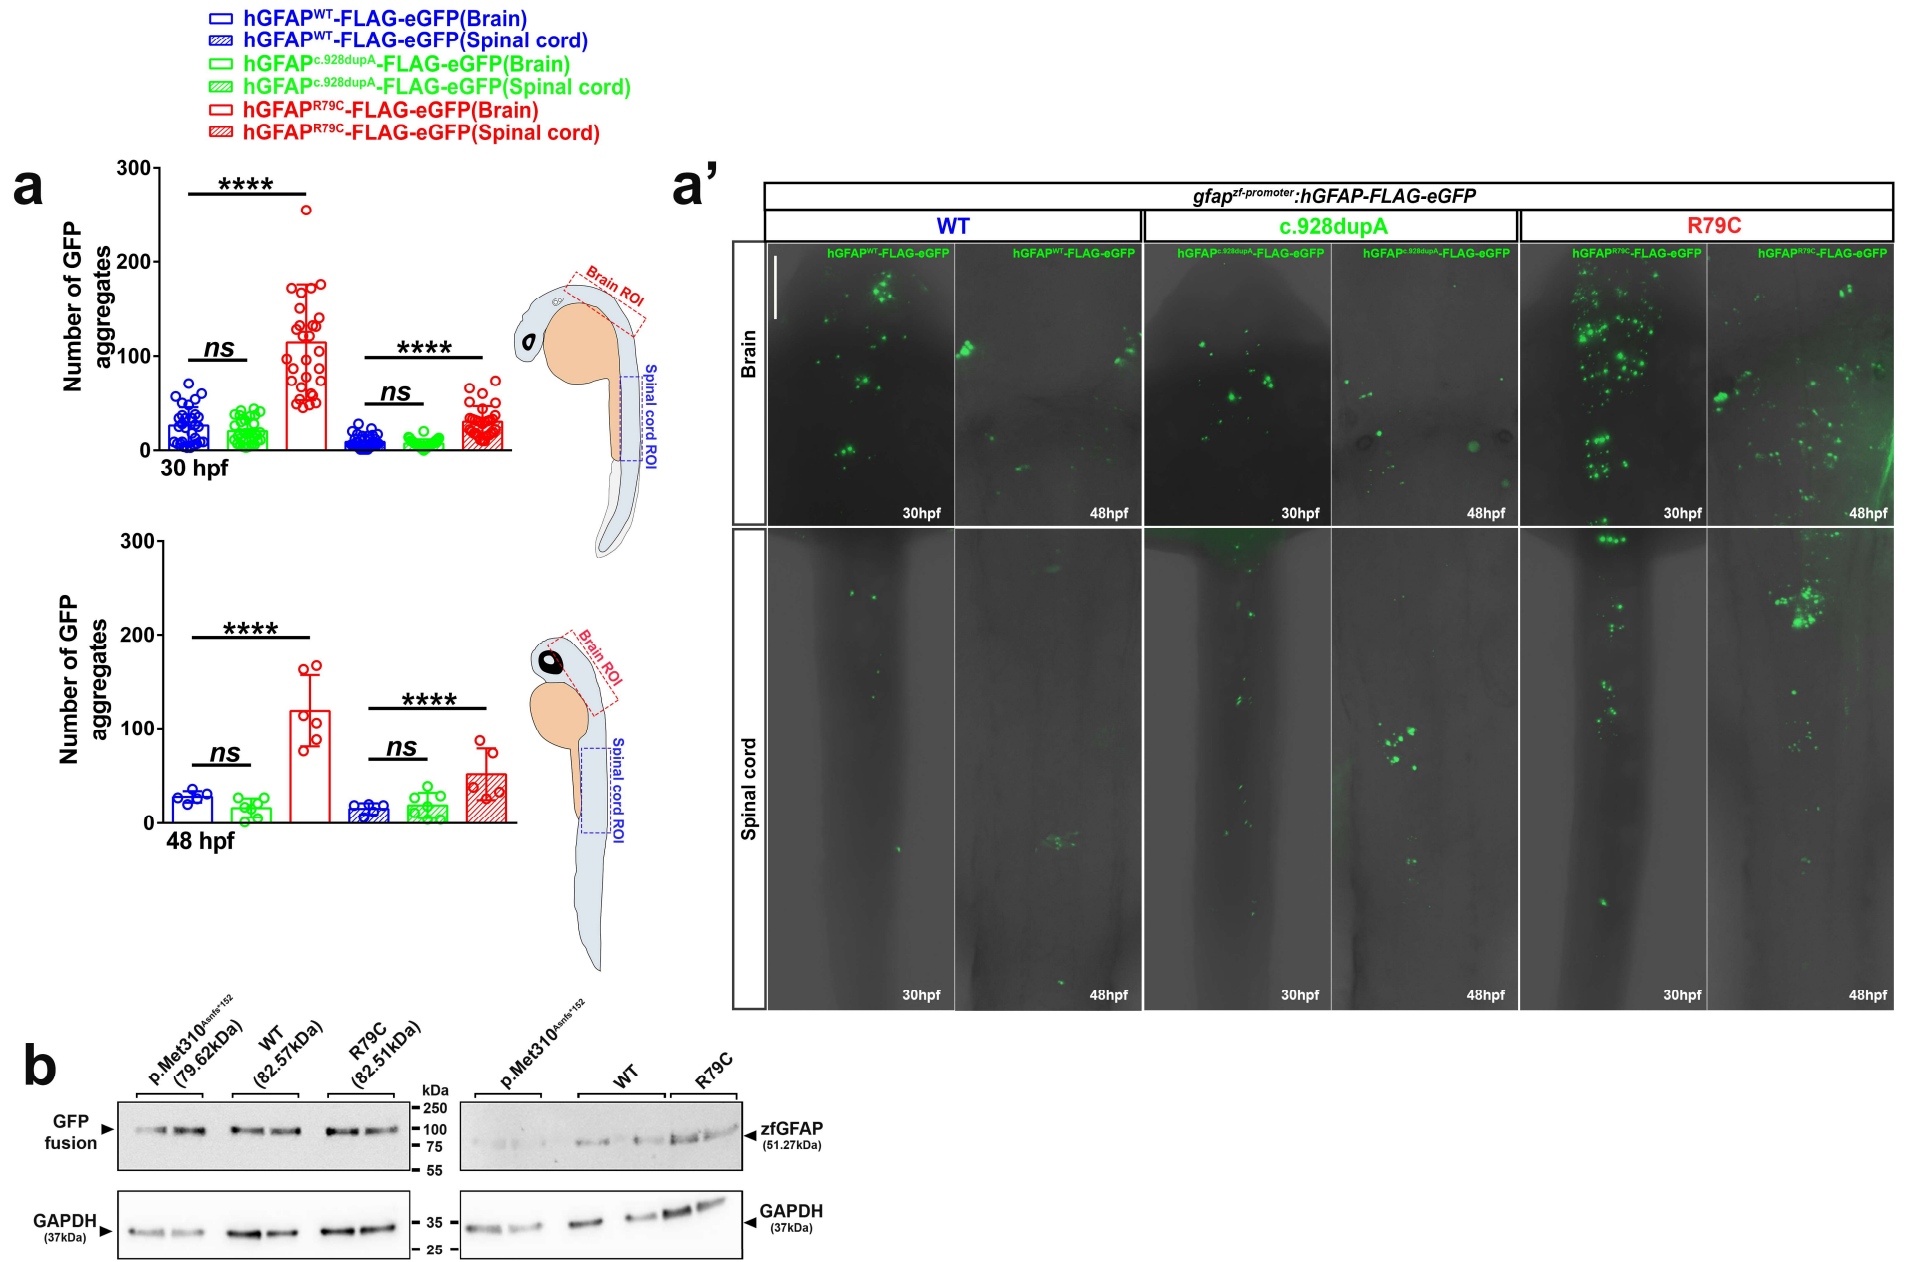 hGFAPWT-FLAG-eGFP(Brain)
hGFAPWT-FLAG-eGFP(Spinal cord)
hGFAPc.928dupA-FLAG-eGFP(Brain)
hGFAPc.928dupA-FLAG-eGFP(Spinal cord)
hGFAPR79C-FLAG-eGFP(Brain)
hGFAPR79C-FLAG-eGFP(Spinal cord)
a
Number of GFP
aggregates
300
200
100
0
****
ns
****
ns
30 hpf
Brain ROI
Spinal cord ROI
Number of GFP
aggregates
300
200
100
0
****
ns
****
ns
48 hpf
Brain ROI
Spinal cord ROI
a’
gfapzf-promoter:hGFAP-FLAG-eGFP
WT
c.928dupA
R79C
Brain
hGFAPWT-FLAG-eGFP
hGFAPWT-FLAG-eGFP
hGFAPc.928dupA-FLAG-eGFP
hGFAPc.928dupA-FLAG-eGFP
hGFAPR79C-FLAG-eGFP
hGFAPR79C-FLAG-eGFP
30hpf
48hpf
30hpf
48hpf
30hpf
48hpf
Spinal cord
30hpf
48hpf
30hpf
48hpf
30hpf
48hpf
b
p.Met310Asnfs*152
(79.62kDa)
WT
(82.57kDa)
R79C
(82.51kDa)
kDa
250
100
75
55
35
25
GFP
fusion
GAPDH
(37kDa)
p.Met310Asnfs*152
WT
R79C
zfGFAP
(51.27kDa)
GAPDH
(37kDa)